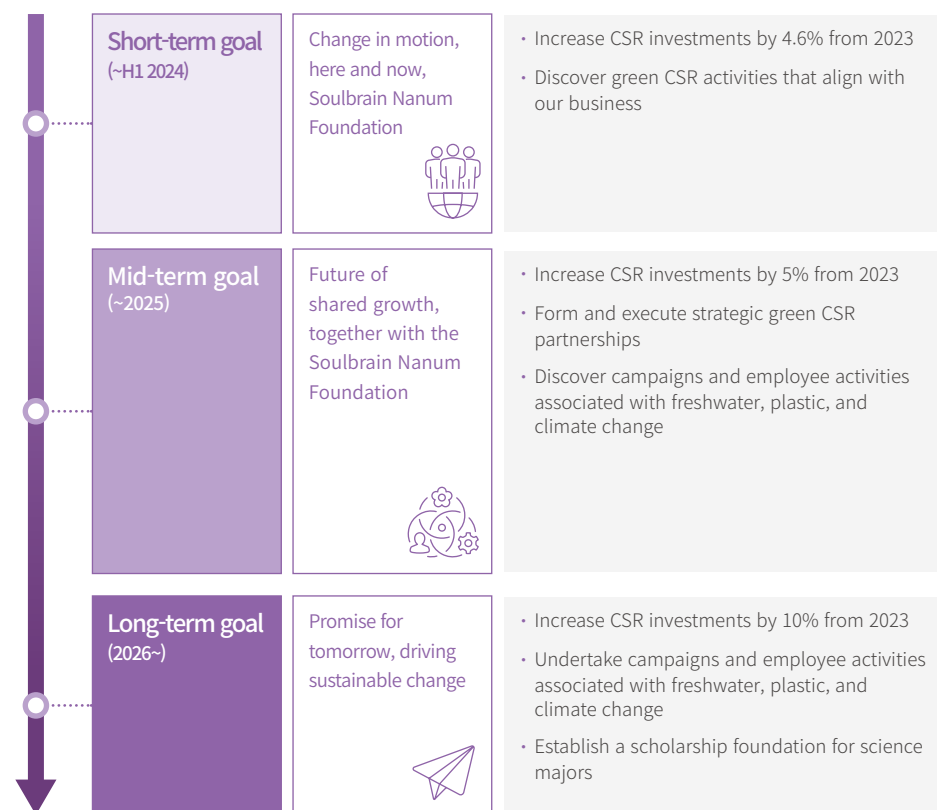 Short-term goal
(~H1 2024)
Change in motion,
here and now,
Soulbrain Nanum
Foundation
• Increase CSR investments by 4.6% from 2023
• Discover green CSR activities that align with
our business
Mid-term goal
(~2025)
Future of
shared growth,
together with the
Soulbrain Nanum
Foundation
• Increase CSR investments by 5% from 2023
• Form and execute strategic green CSR
partnerships
• Discover campaigns and employee activities
associated with freshwater, plastic, and
climate change
Long-term goal
(2026~)
Promise for
tomorrow, driving
sustainable change
• Increase CSR investments by 10% from 2023
• Undertake campaigns and employee activities
associated with freshwater, plastic, and
climate change
• Establish a scholarship foundation for science
majors